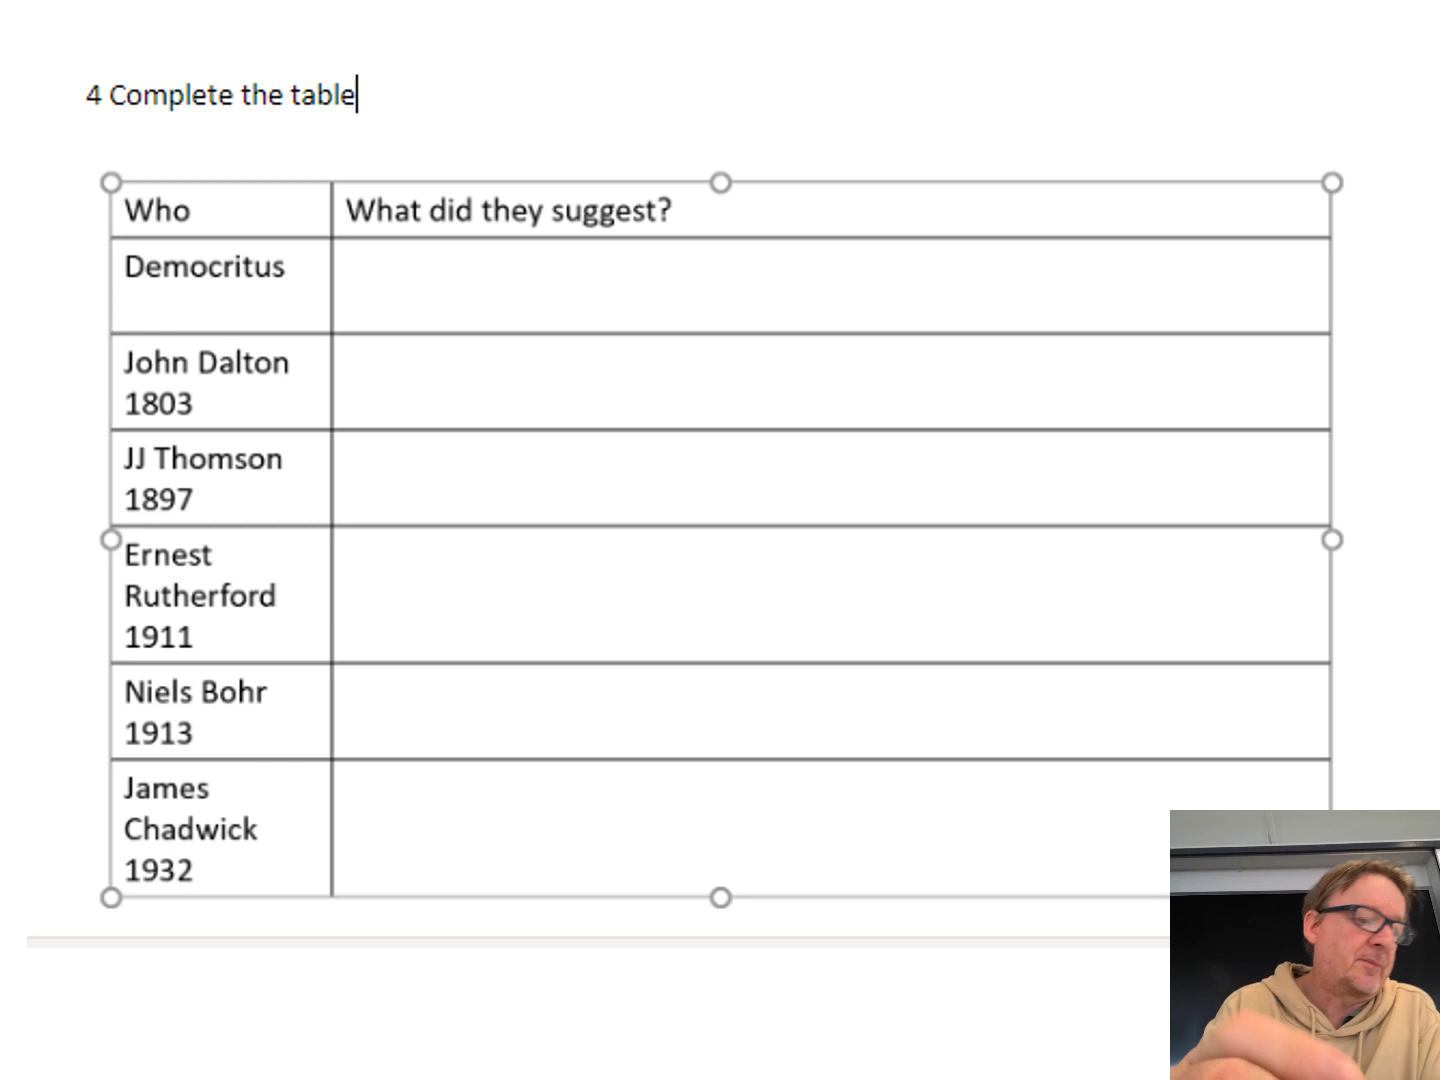 4 Complete the table
Who
What did they suggest?
Democritus
John Dalton
1803
JJ Thomson
1897
Ernest
Rutherford
1911
Niels Bohr
1913
James
Chadwick
1932